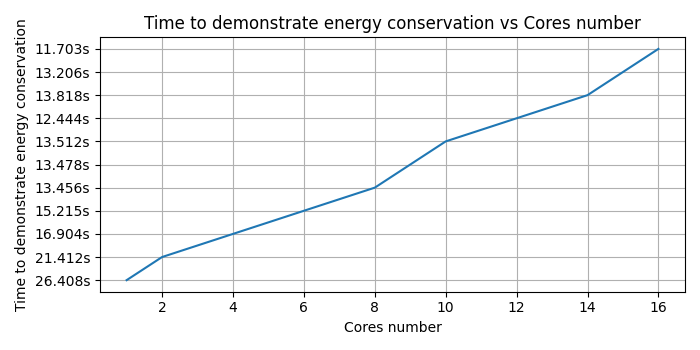 Time to demonstrate energy conservation vs Cores number
Time to demonstrate energy conservation
11.703s
13.206s
13.818s
12.444s
13.512s
13.478s
13.456s
15.215s
16.904s
21.412s
26.408s
2 4 6 8 10 12 14 16
Cores number